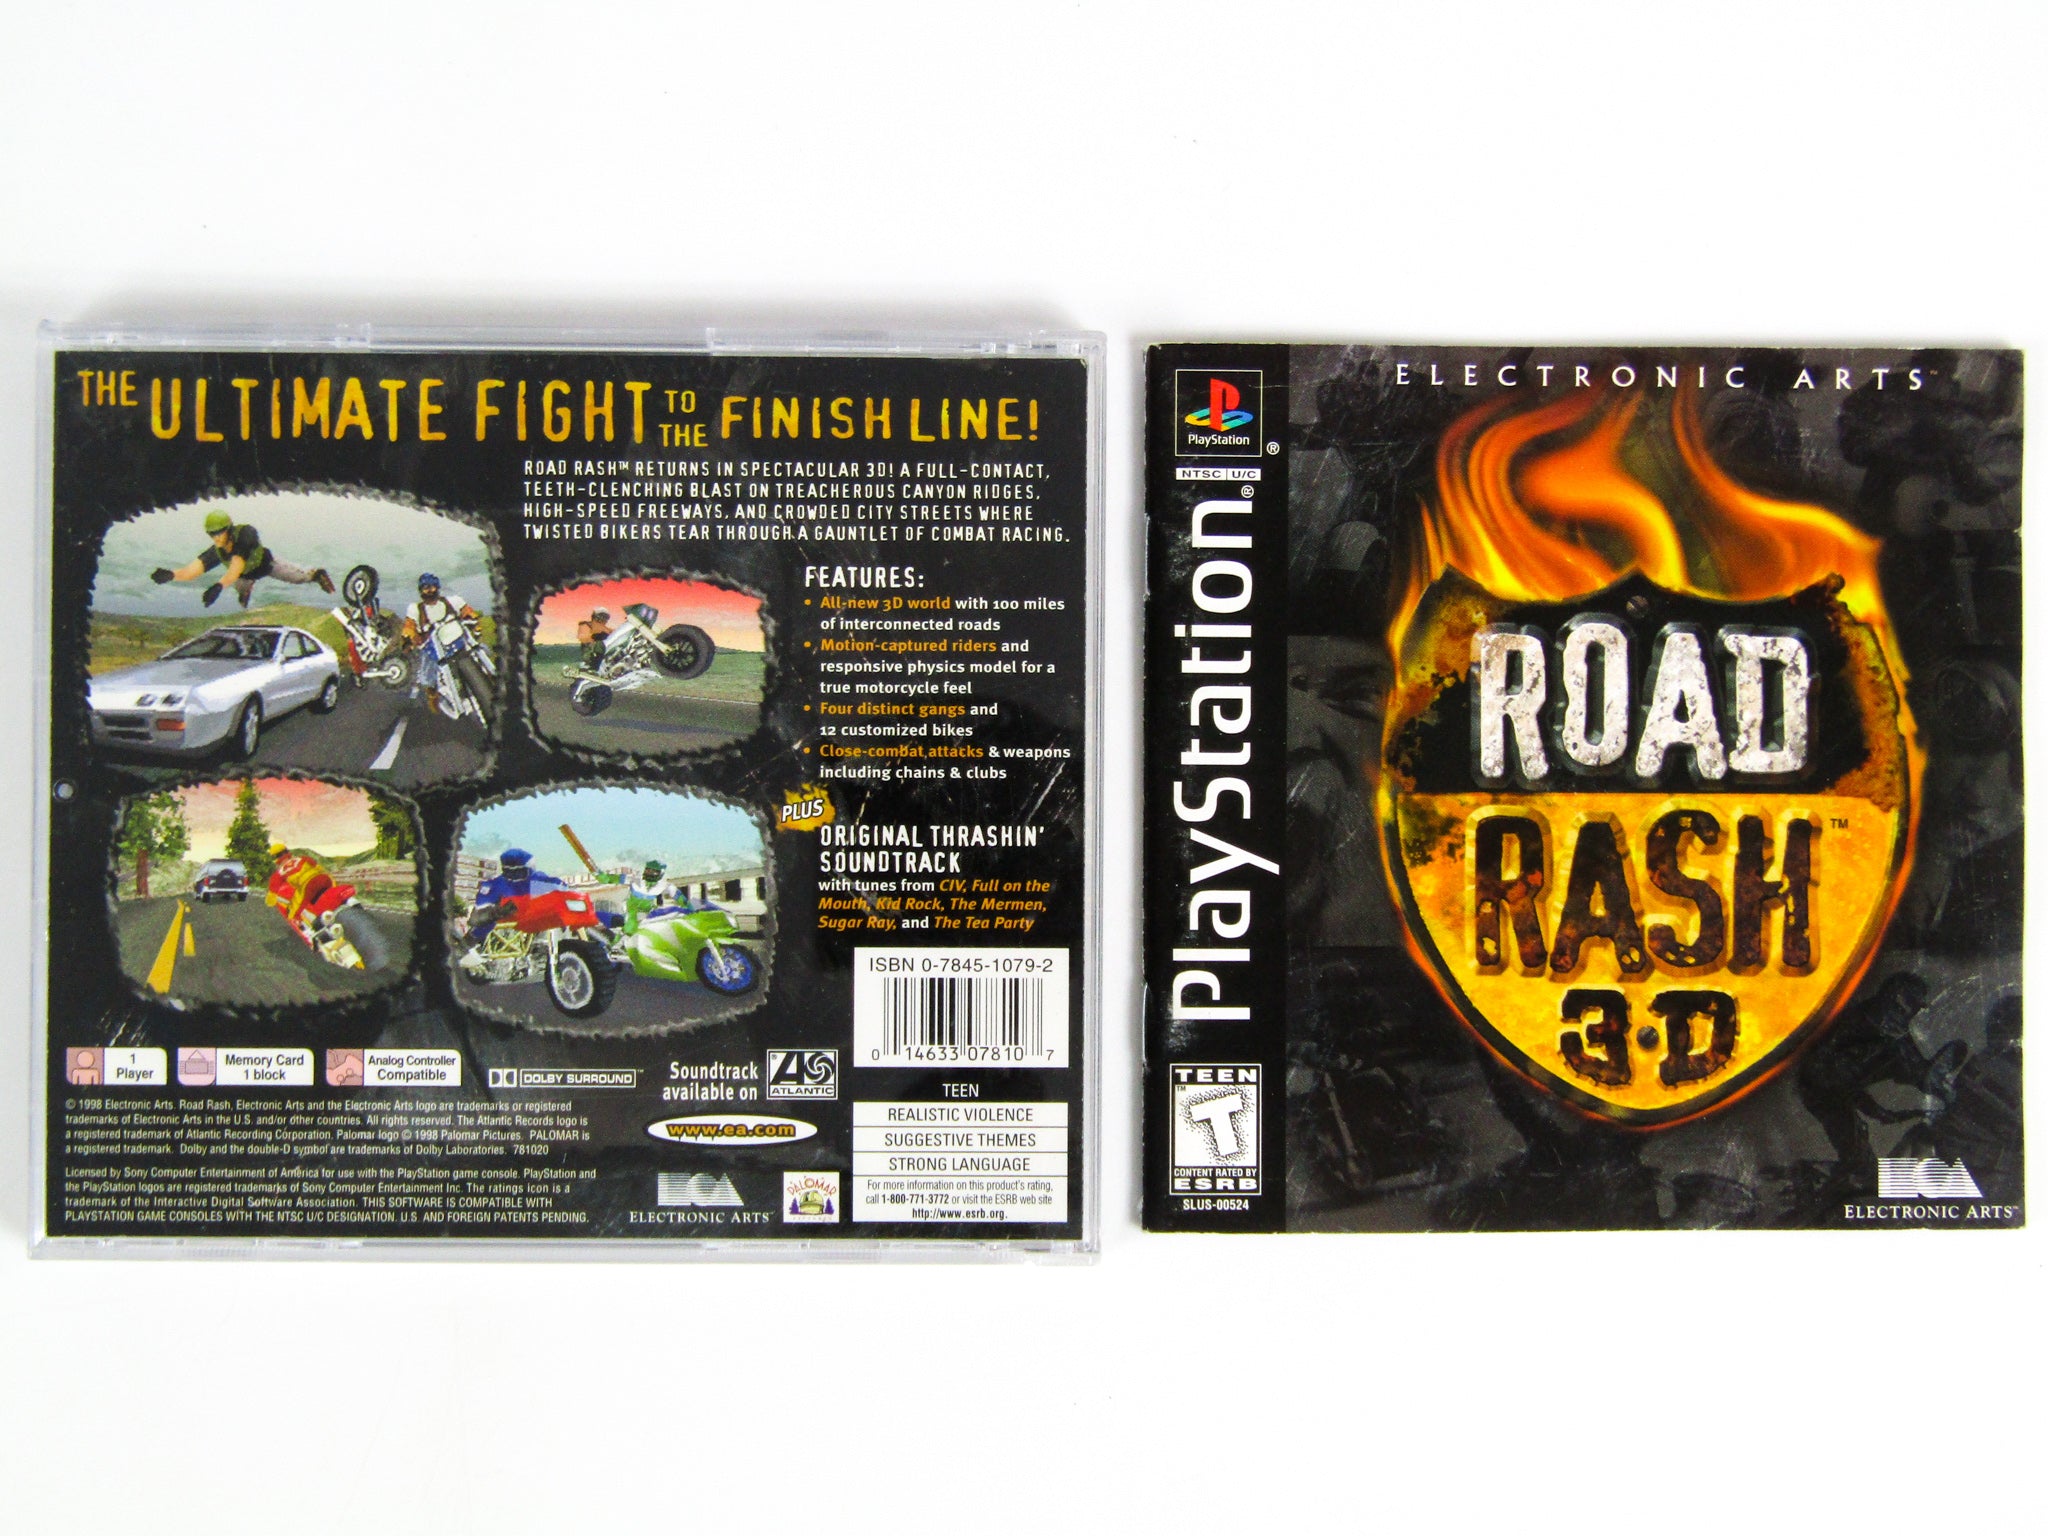 THE ULTIMATE FIGHT TO THE FINISH LINE!
ROAD RASH™ RETURNS IN SPECTACULAR 3D! A FULL-CONTACT,
TEETH-CLENCHING BLAST ON TREACHEROUS CANYON RIDGES,
HIGH-SPEED FREEWAYS, AND CROWDED CITY STREETS WHERE
TWISTED BIKERS TEAR THROUGH A GAUNTLET OF COMBAT RACING.
FEATURES:
• All-new 3D world with 100 miles
of interconnected roads
• Motion-captured riders and
responsive physics model for a
true motorcycle feel
• Four distinct gangs and
12 customized bikes
• Close-combat attacks & weapons
including chains & clubs
PLUS
ORIGINAL THRASHIN'
SOUNDTRACK
with tunes from CIV, Full on the
Mouth, Kid Rock, The Mermen,
Sugar Ray, and The Tea Party
ISBN 0-7845-1079-2
0 14633 07810 7
1
Player
Memory Card
1 block
Analog Controller
Compatible
DOLBY SURROUND™
Soundtrack
available on
ATLANTIC
www.ea.com
© 1998 Electronic Arts. Road Rash, Electronic Arts and the Electronic Arts logo are trademarks or registered
trademarks of Electronic Arts in the U.S. and/or other countries. All rights reserved. The Atlantic Records logo is
a registered trademark of Atlantic Recording Corporation. Palomar logo © 1998 Palomar Pictures. PALOMAR is
a registered trademark. Dolby and the double-D symbol are trademarks of Dolby Laboratories. 781020
Licensed by Sony Computer Entertainment of America for use with the PlayStation game console. PlayStation and
the PlayStation logos are registered trademarks of Sony Computer Entertainment Inc. The ratings icon is a
trademark of the Interactive Digital Software Association. THIS SOFTWARE IS COMPATIBLE WITH
PLAYSTATION GAME CONSOLES WITH THE NTSC U/C DESIGNATION. U.S. AND FOREIGN PATENTS PENDING.
ELECTRONIC ARTS™
PALOMAR
TEEN
REALISTIC VIOLENCE
SUGGESTIVE THEMES
STRONG LANGUAGE
For more information on this product's rating,
call 1-800-771-3772 or visit the ESRB web site
http://www.esrb.org.
PlayStation
®
NTSC U/C
PlayStation®
TEEN
T
™
CONTENT RATED BY
ESRB
SLUS-00524
ELECTRONIC ARTS™
ROAD
RASH™
3·D
ELECTRONIC ARTS™